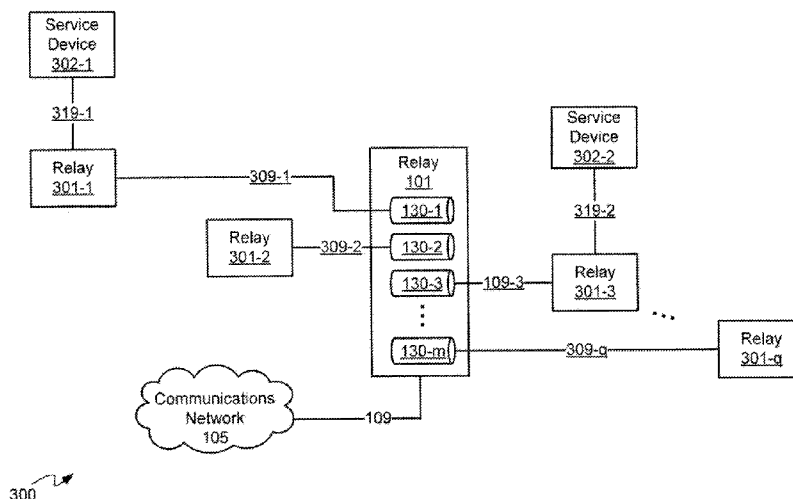 Service
Device
302-1
319-1
Relay
301-1
309-1
Relay
101
130-1
130-2
130-3
130-m
Relay
301-2
309-2
Service
Device
302-2
319-2
109-3
Relay
301-3
309-q
Relay
301-q
Communications
Network
105
109
300